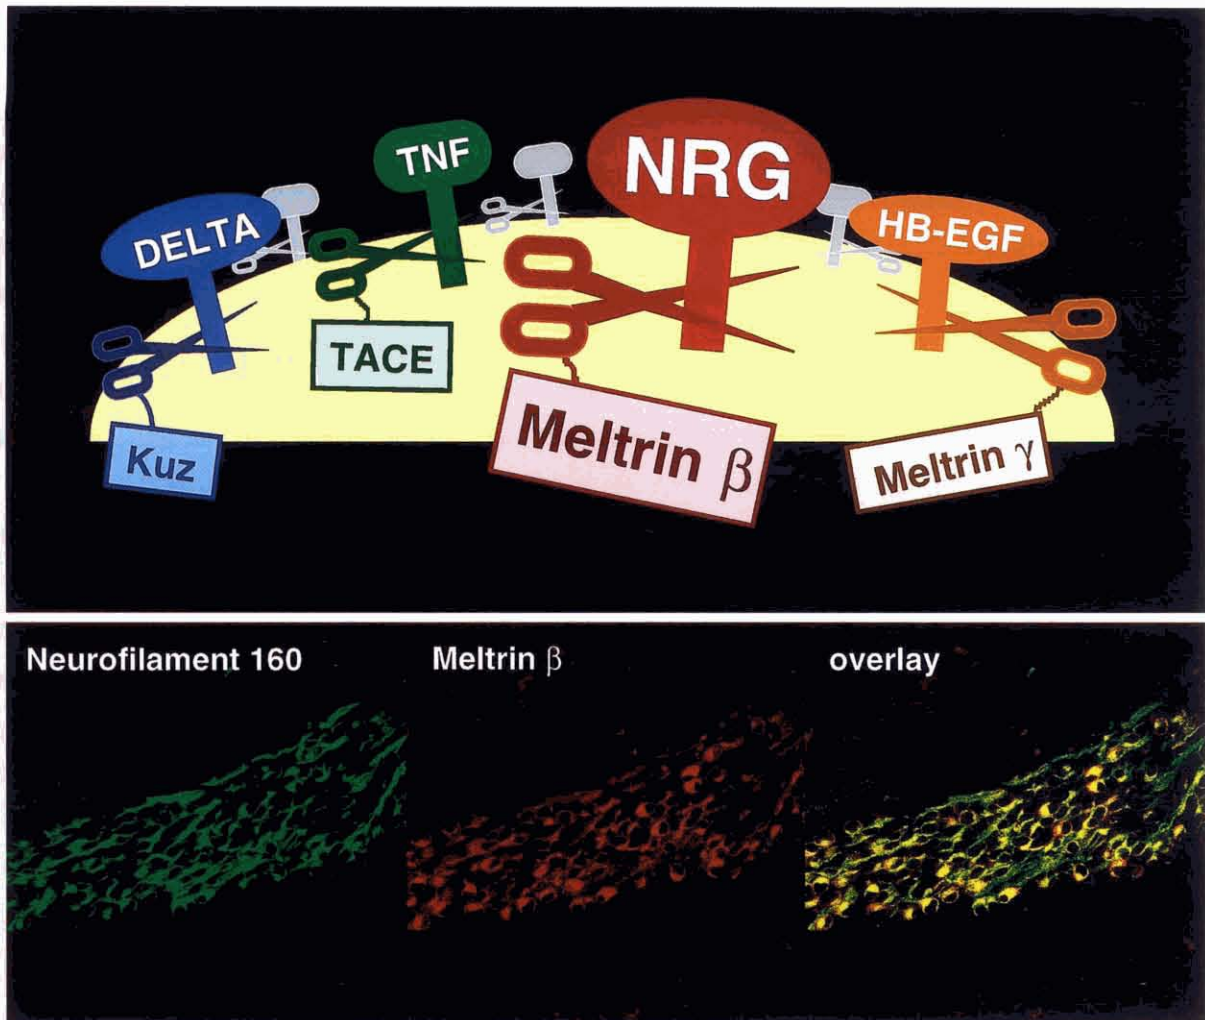 DELTA
TNF
NRG
HB-EGF
Kuz
TACE
Meltrin β
Meltrin γ
Neurofilament 160
Meltrin β
overlay